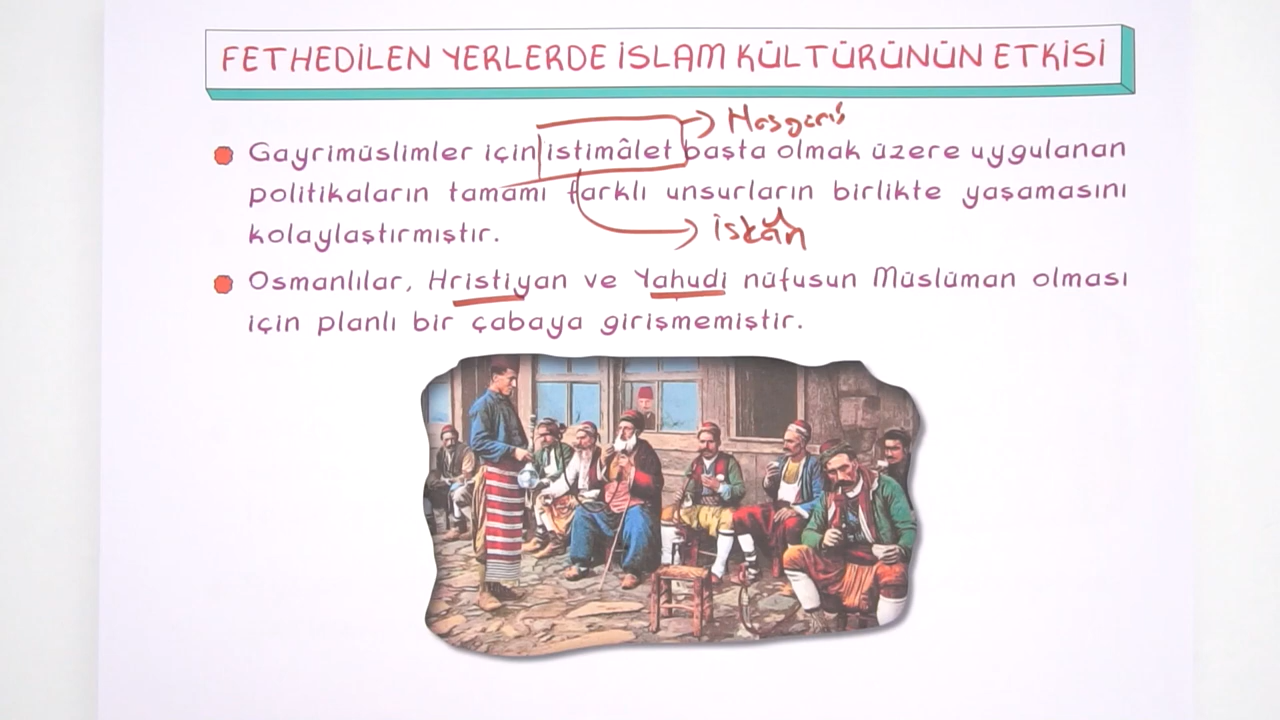 FETHEDİLEN YERLERDE İSLAM KÜLTÜRÜNÜN ETKİSİ
Hoşgörü
Gayrimüslimler için istimâlet başta olmak üzere uygulanan
politikaların tamamı farklı unsurların birlikte yaşamasını
kolaylaştırmıştır.
İskân
Osmanlılar, Hristiyan ve Yahudi nüfusun Müslüman olması
için planlı bir çabaya girişmemiştir.